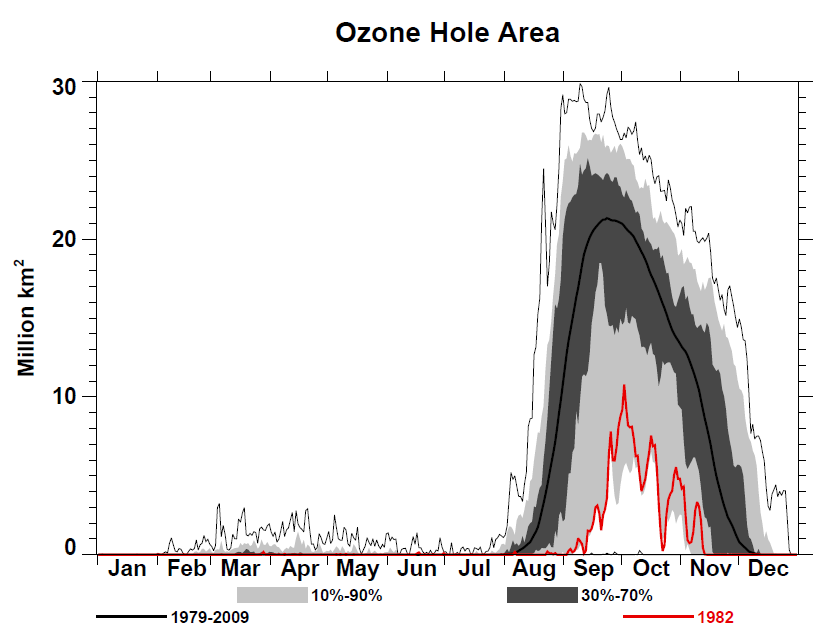 Ozone Hole Area
30
20
10
0
Million km²
Jan Feb Mar Apr May Jun Jul Aug Sep Oct Nov Dec
10%-90% 30%-70%
1979-2009 1982